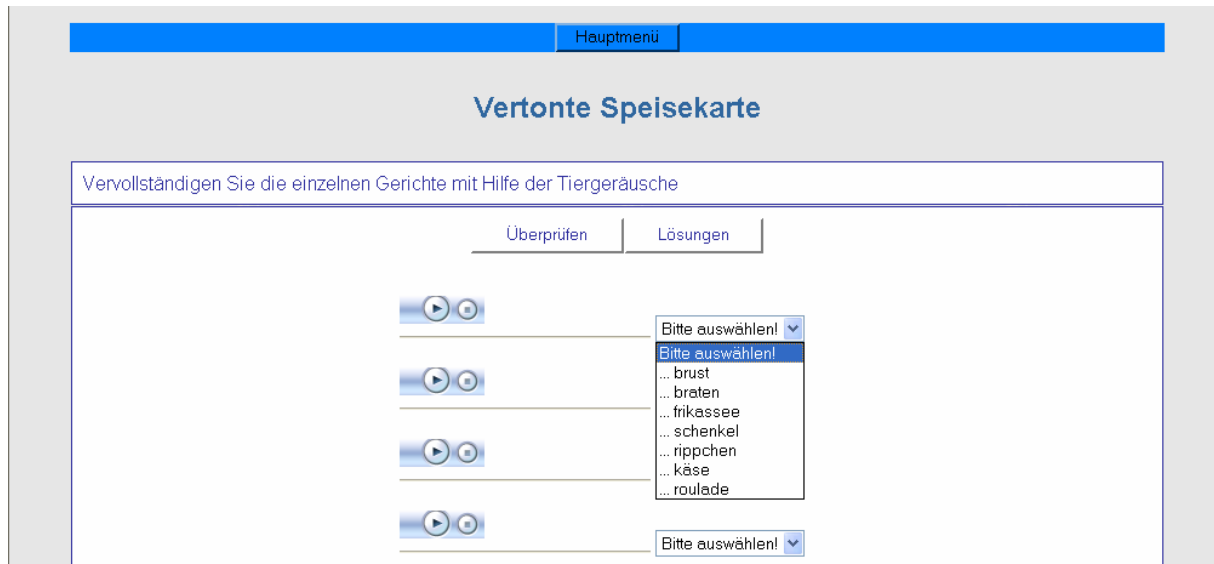 Hauptmenü
Vertonte Speisekarte
Vervollständigen Sie die einzelnen Gerichte mit Hilfe der Tiergeräusche
Überprüfen Lösungen
Bitte auswählen!
Bitte auswählen!
... brust
... braten
... frikassee
... schenkel
... rippchen
... käse
... roulade
Bitte auswählen!